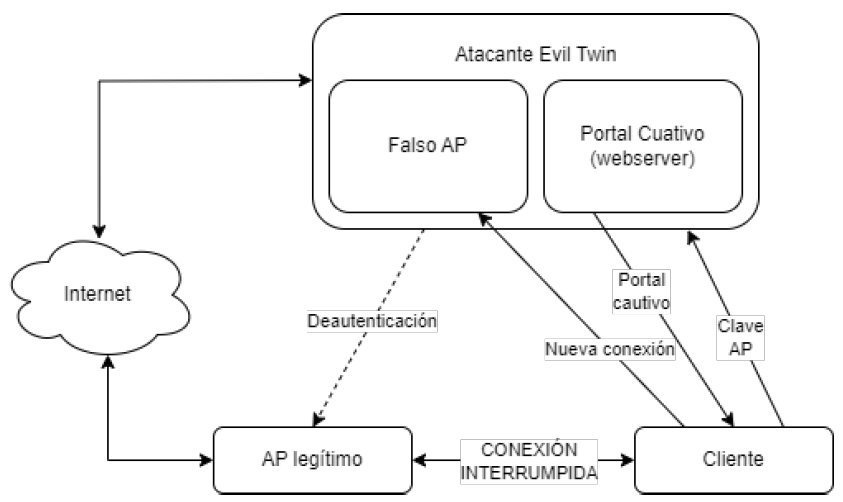 Atacante Evil Twin
Falso AP
Portal Cuativo
(webserver)
Internet
Deautenticación
Portal
cautivo
Nueva conexión
Clave
AP
AP legítimo
CONEXIÓN
INTERRUMPIDA
Cliente